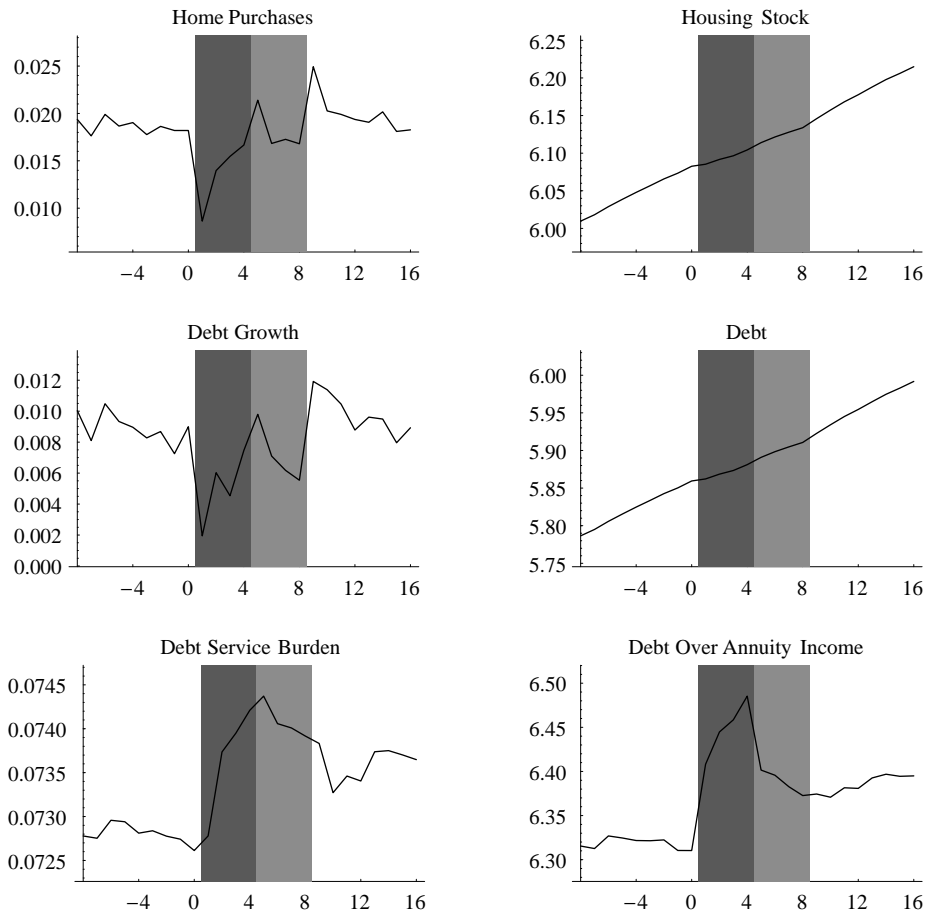 Home Purchases
0.025
0.020
0.015
0.010
−4 0 4 8 12 16
Housing Stock
6.25
6.20
6.15
6.10
6.05
6.00
−4 0 4 8 12 16
Debt Growth
0.012
0.010
0.008
0.006
0.004
0.002
0.000
−4 0 4 8 12 16
Debt
6.00
5.95
5.90
5.85
5.80
5.75
−4 0 4 8 12 16
Debt Service Burden
0.0745
0.0740
0.0735
0.0730
0.0725
−4 0 4 8 12 16
Debt Over Annuity Income
6.50
6.45
6.40
6.35
6.30
−4 0 4 8 12 16